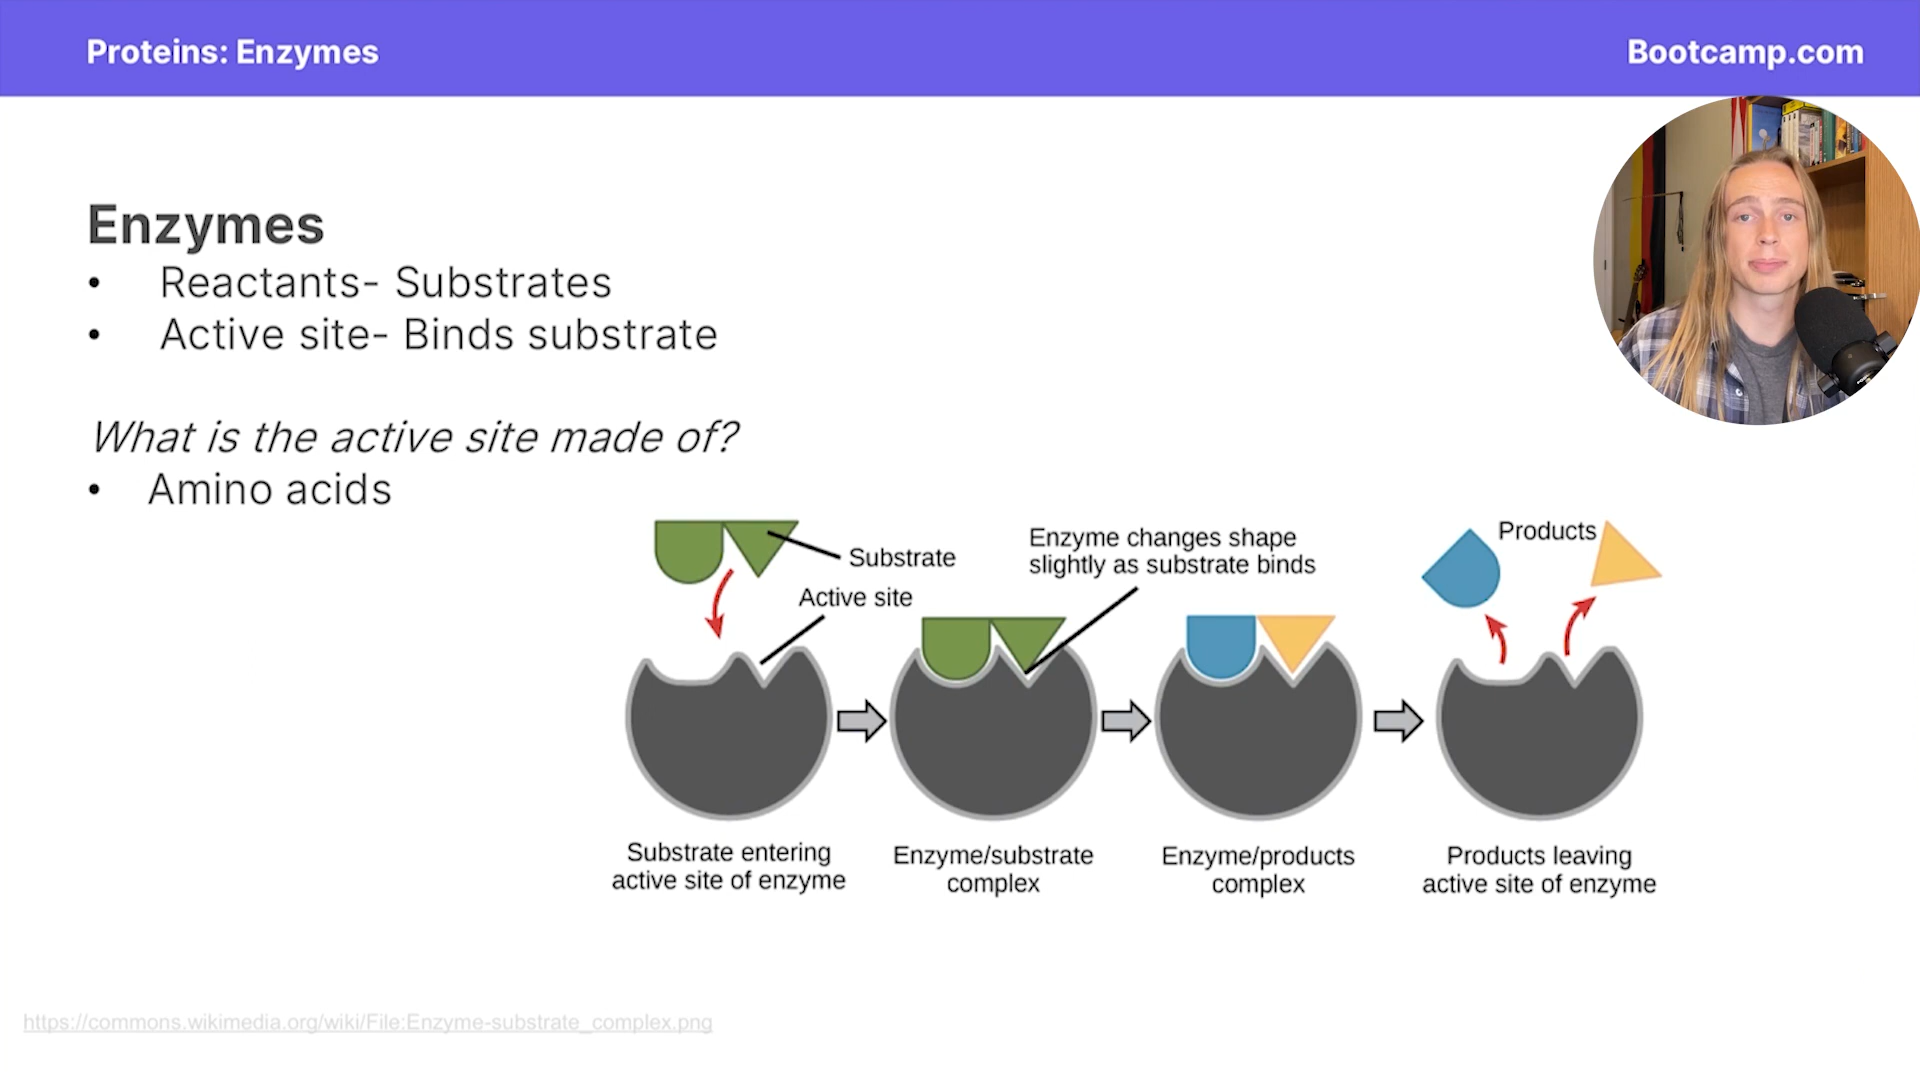 Proteins: Enzymes
Bootcamp.com
Enzymes
• Reactants- Substrates
• Active site- Binds substrate
What is the active site made of?
• Amino acids
Substrate
Active site
Enzyme changes shape
slightly as substrate binds
Products
Substrate entering
active site of enzyme
Enzyme/substrate
complex
Enzyme/products
complex
Products leaving
active site of enzyme
https://commons.wikimedia.org/wiki/File:Enzyme-substrate_complex.png